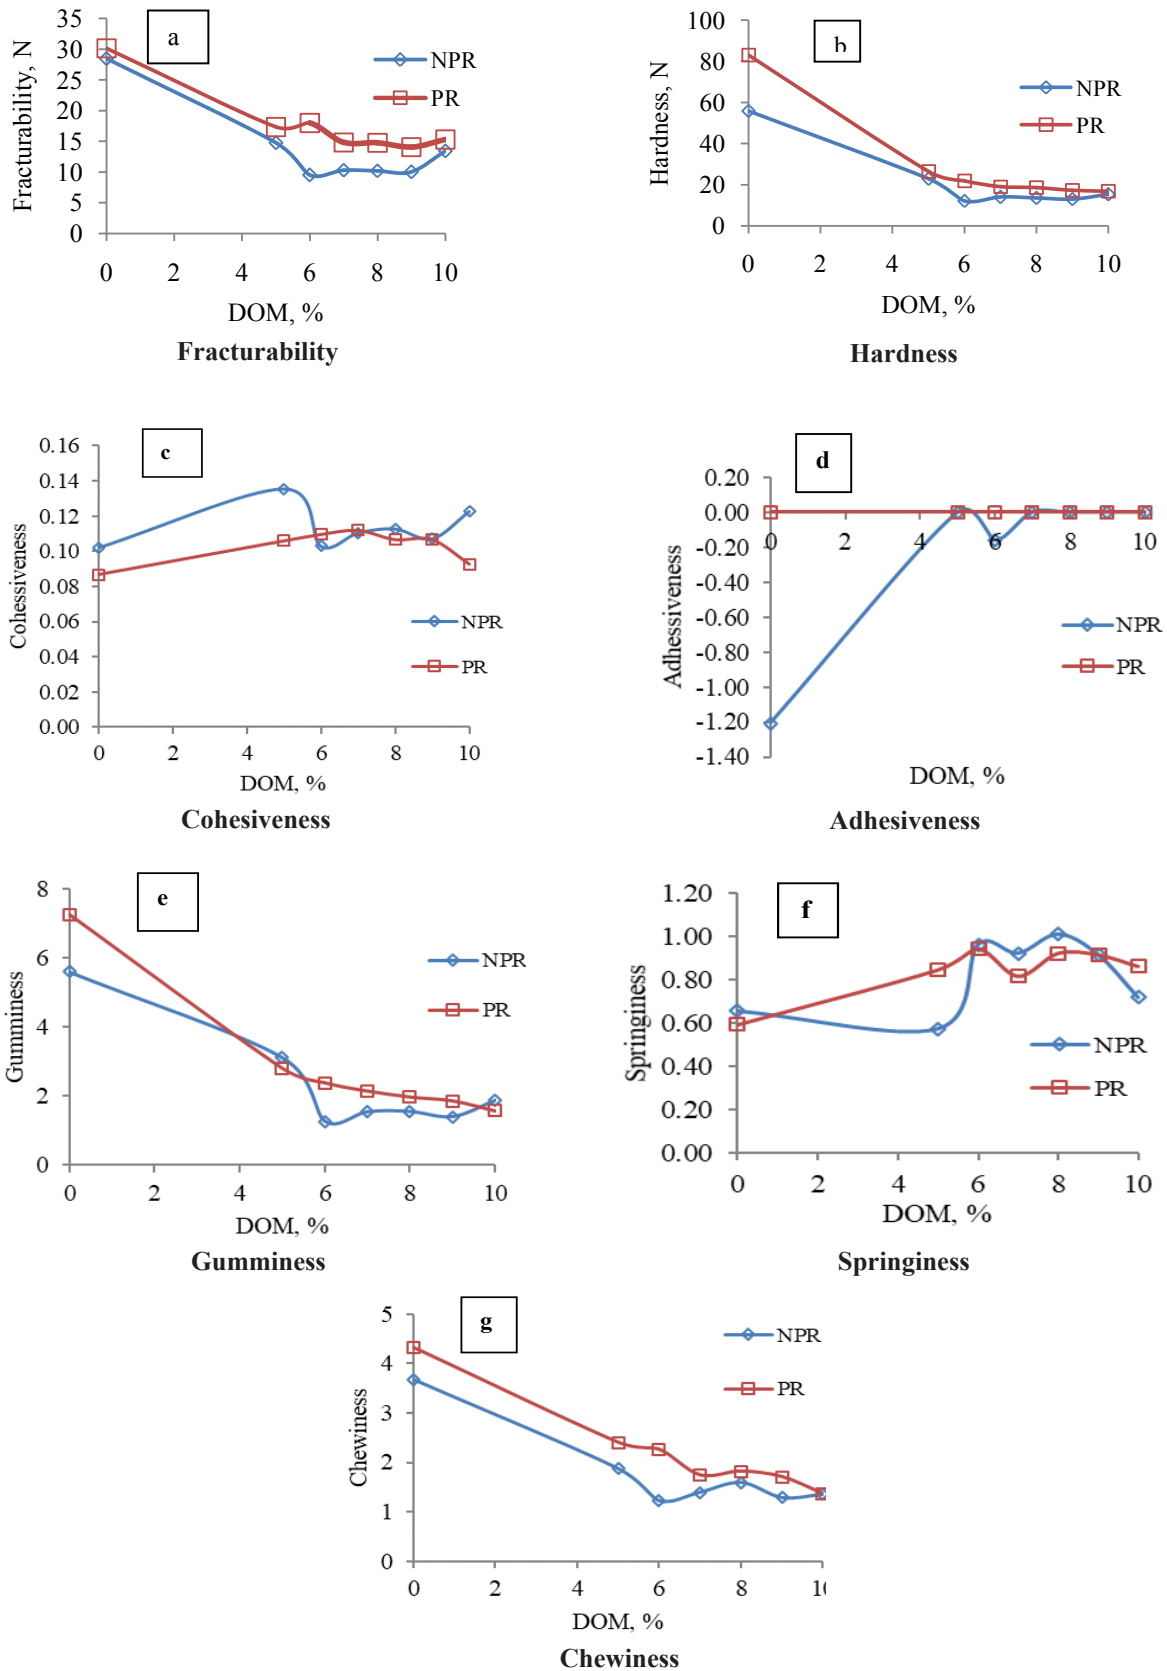 35
30
25
20
15
10
5
0
Fracturability, N
a
NPR
PR
0 2 4 6 8 10
DOM, %
Fracturability
100
80
60
40
20
0
Hardness, N
b
NPR
PR
0 2 4 6 8 10
DOM, %
Hardness
0.16
0.14
0.12
0.10
0.08
0.06
0.04
0.02
0.00
Cohessiveness
c
NPR
PR
0 2 4 6 8 10
DOM, %
Cohesiveness
0.20
0.00
-0.20
-0.40
-0.60
-0.80
-1.00
-1.20
-1.40
Adhessiveness
d
0 2 4 6 8 10
NPR
PR
DOM, %
Adhesiveness
8
6
4
2
0
Gumminess
e
NPR
PR
0 2 4 6 8 10
DOM, %
Gumminess
1.20
1.00
0.80
0.60
0.40
0.20
0.00
Springiness
f
NPR
PR
0 2 4 6 8 10
DOM, %
Springiness
5
4
3
2
1
0
Chewiness
g
NPR
PR
0 2 4 6 8 10
DOM, %
Chewiness